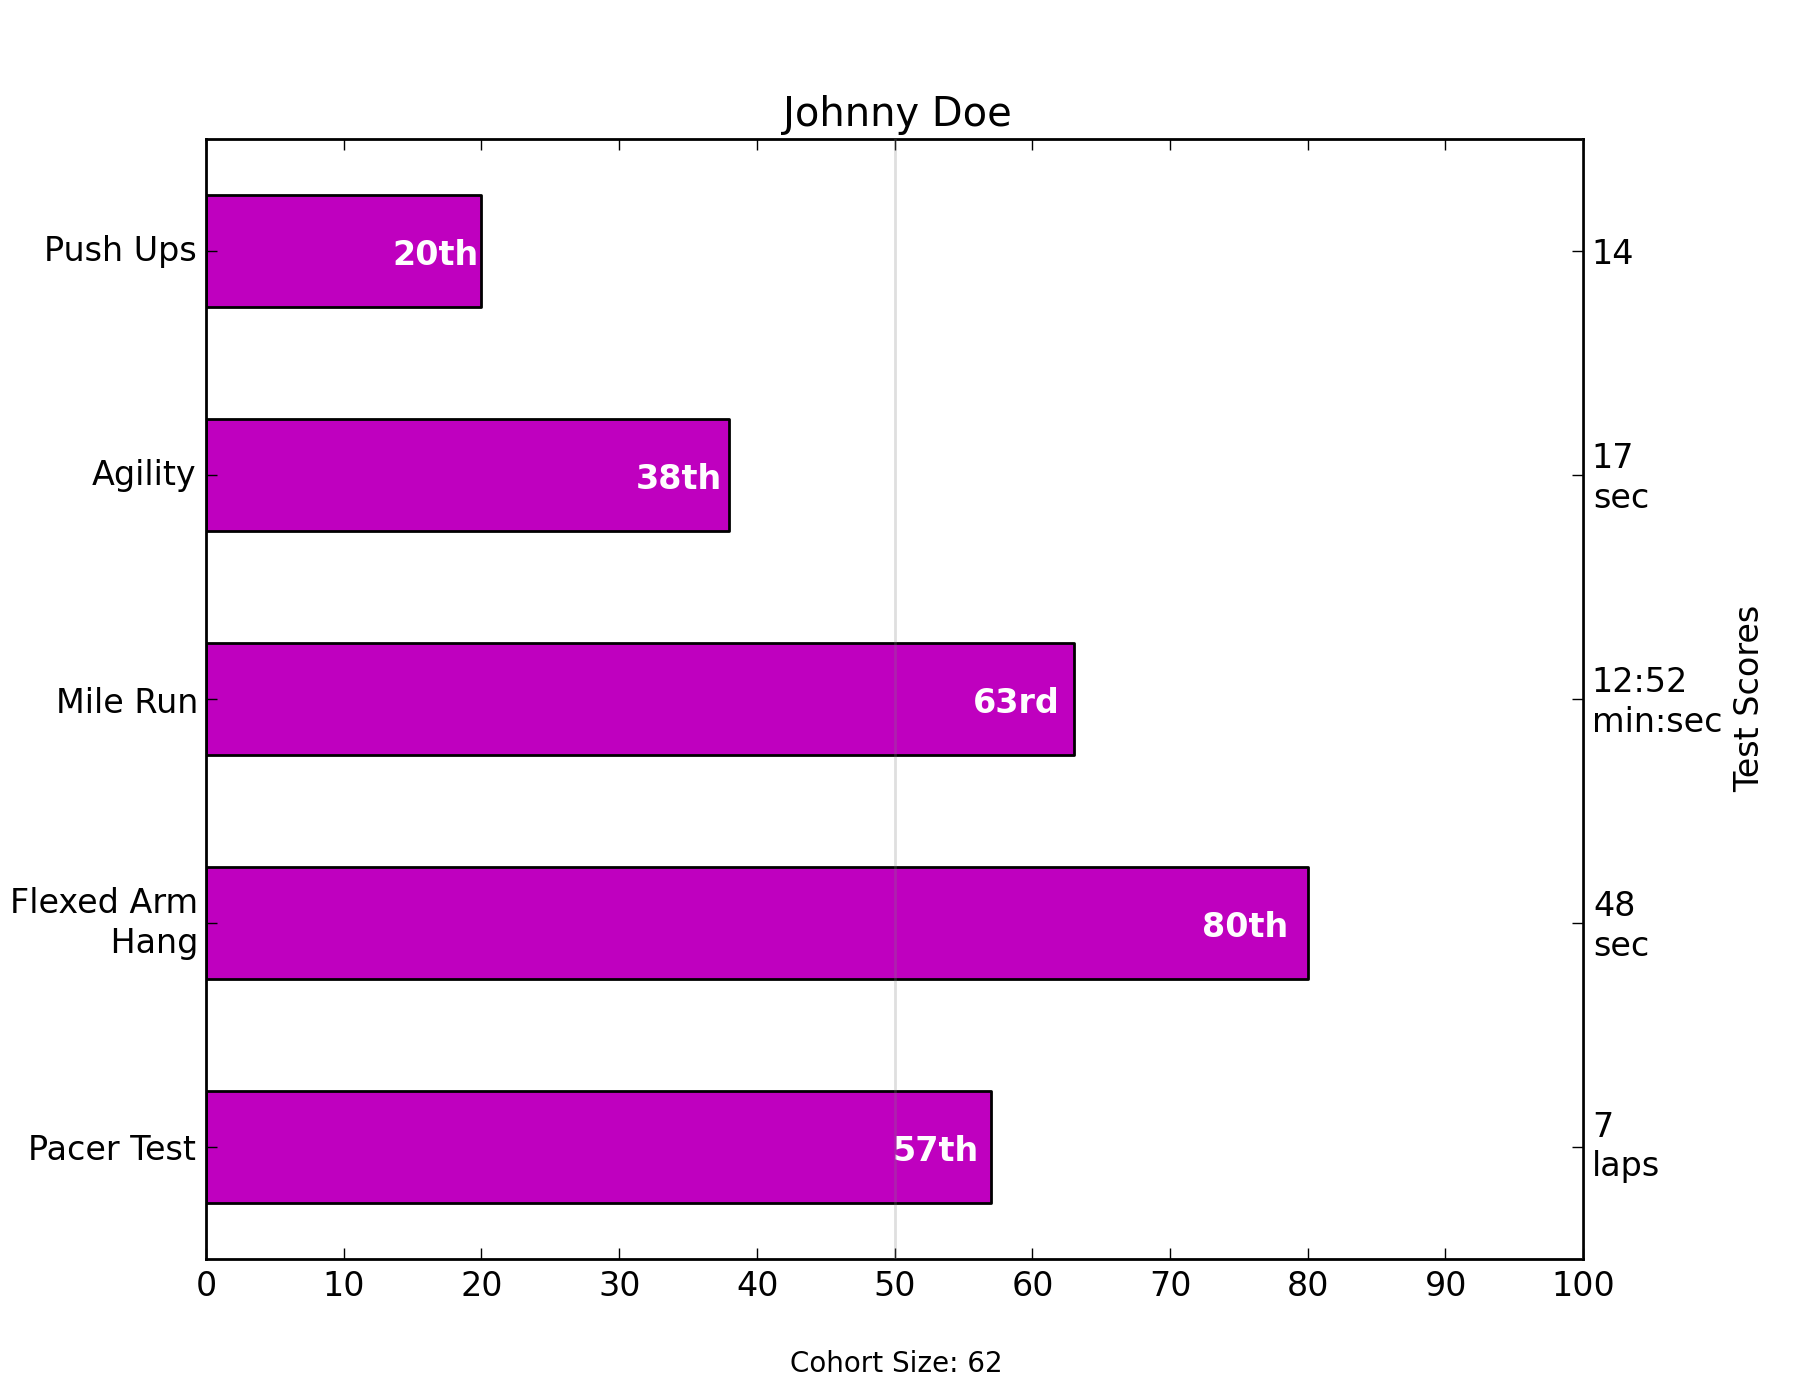 Johnny Doe
Push Ups
20th
14
Agility
38th
17
sec
Mile Run
63rd
12:52
min:sec
Test Scores
Flexed Arm
Hang
80th
48
sec
Pacer Test
57th
7
laps
0 10 20 30 40 50 60 70 80 90 100
Cohort Size: 62